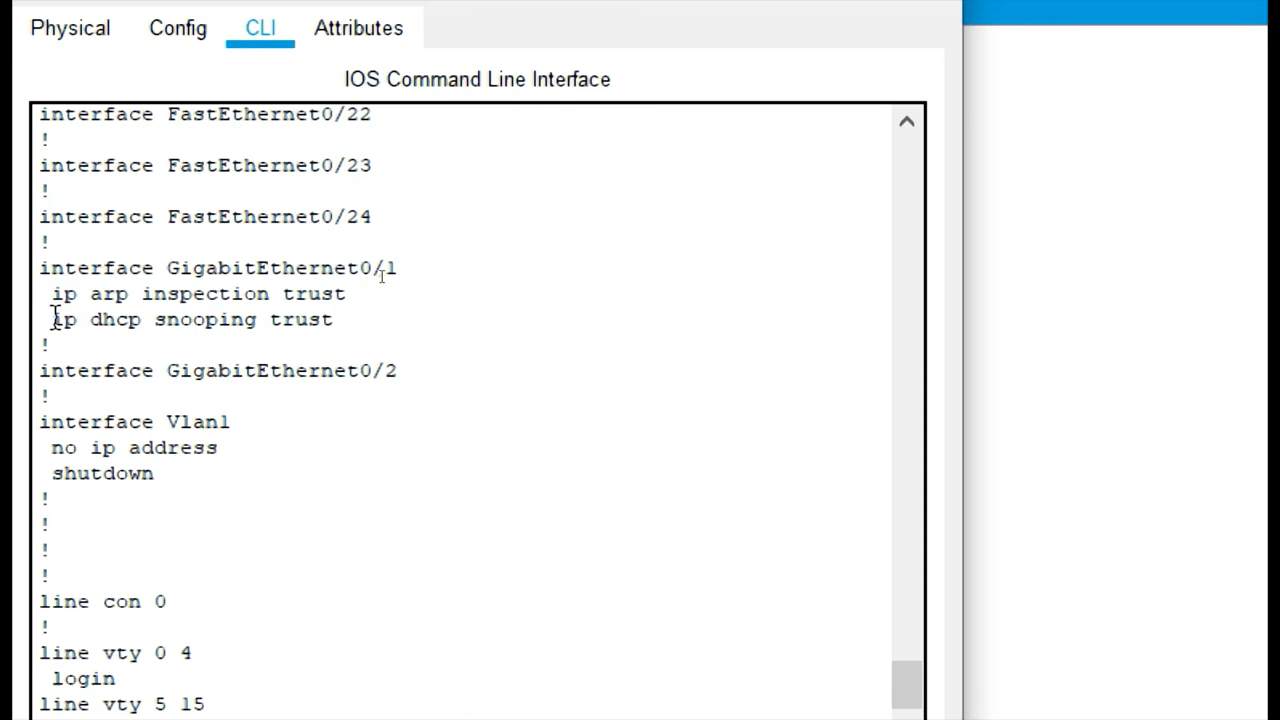 Physical Config CLI Attributes
IOS Command Line Interface
interface FastEthernet0/22
!
interface FastEthernet0/23
!
interface FastEthernet0/24
!
interface GigabitEthernet0/1
ip arp inspection trust
ip dhcp snooping trust
!
interface GigabitEthernet0/2
!
interface Vlan1
no ip address
shutdown
!
!
!
!
line con 0
!
line vty 0 4
login
line vty 5 15